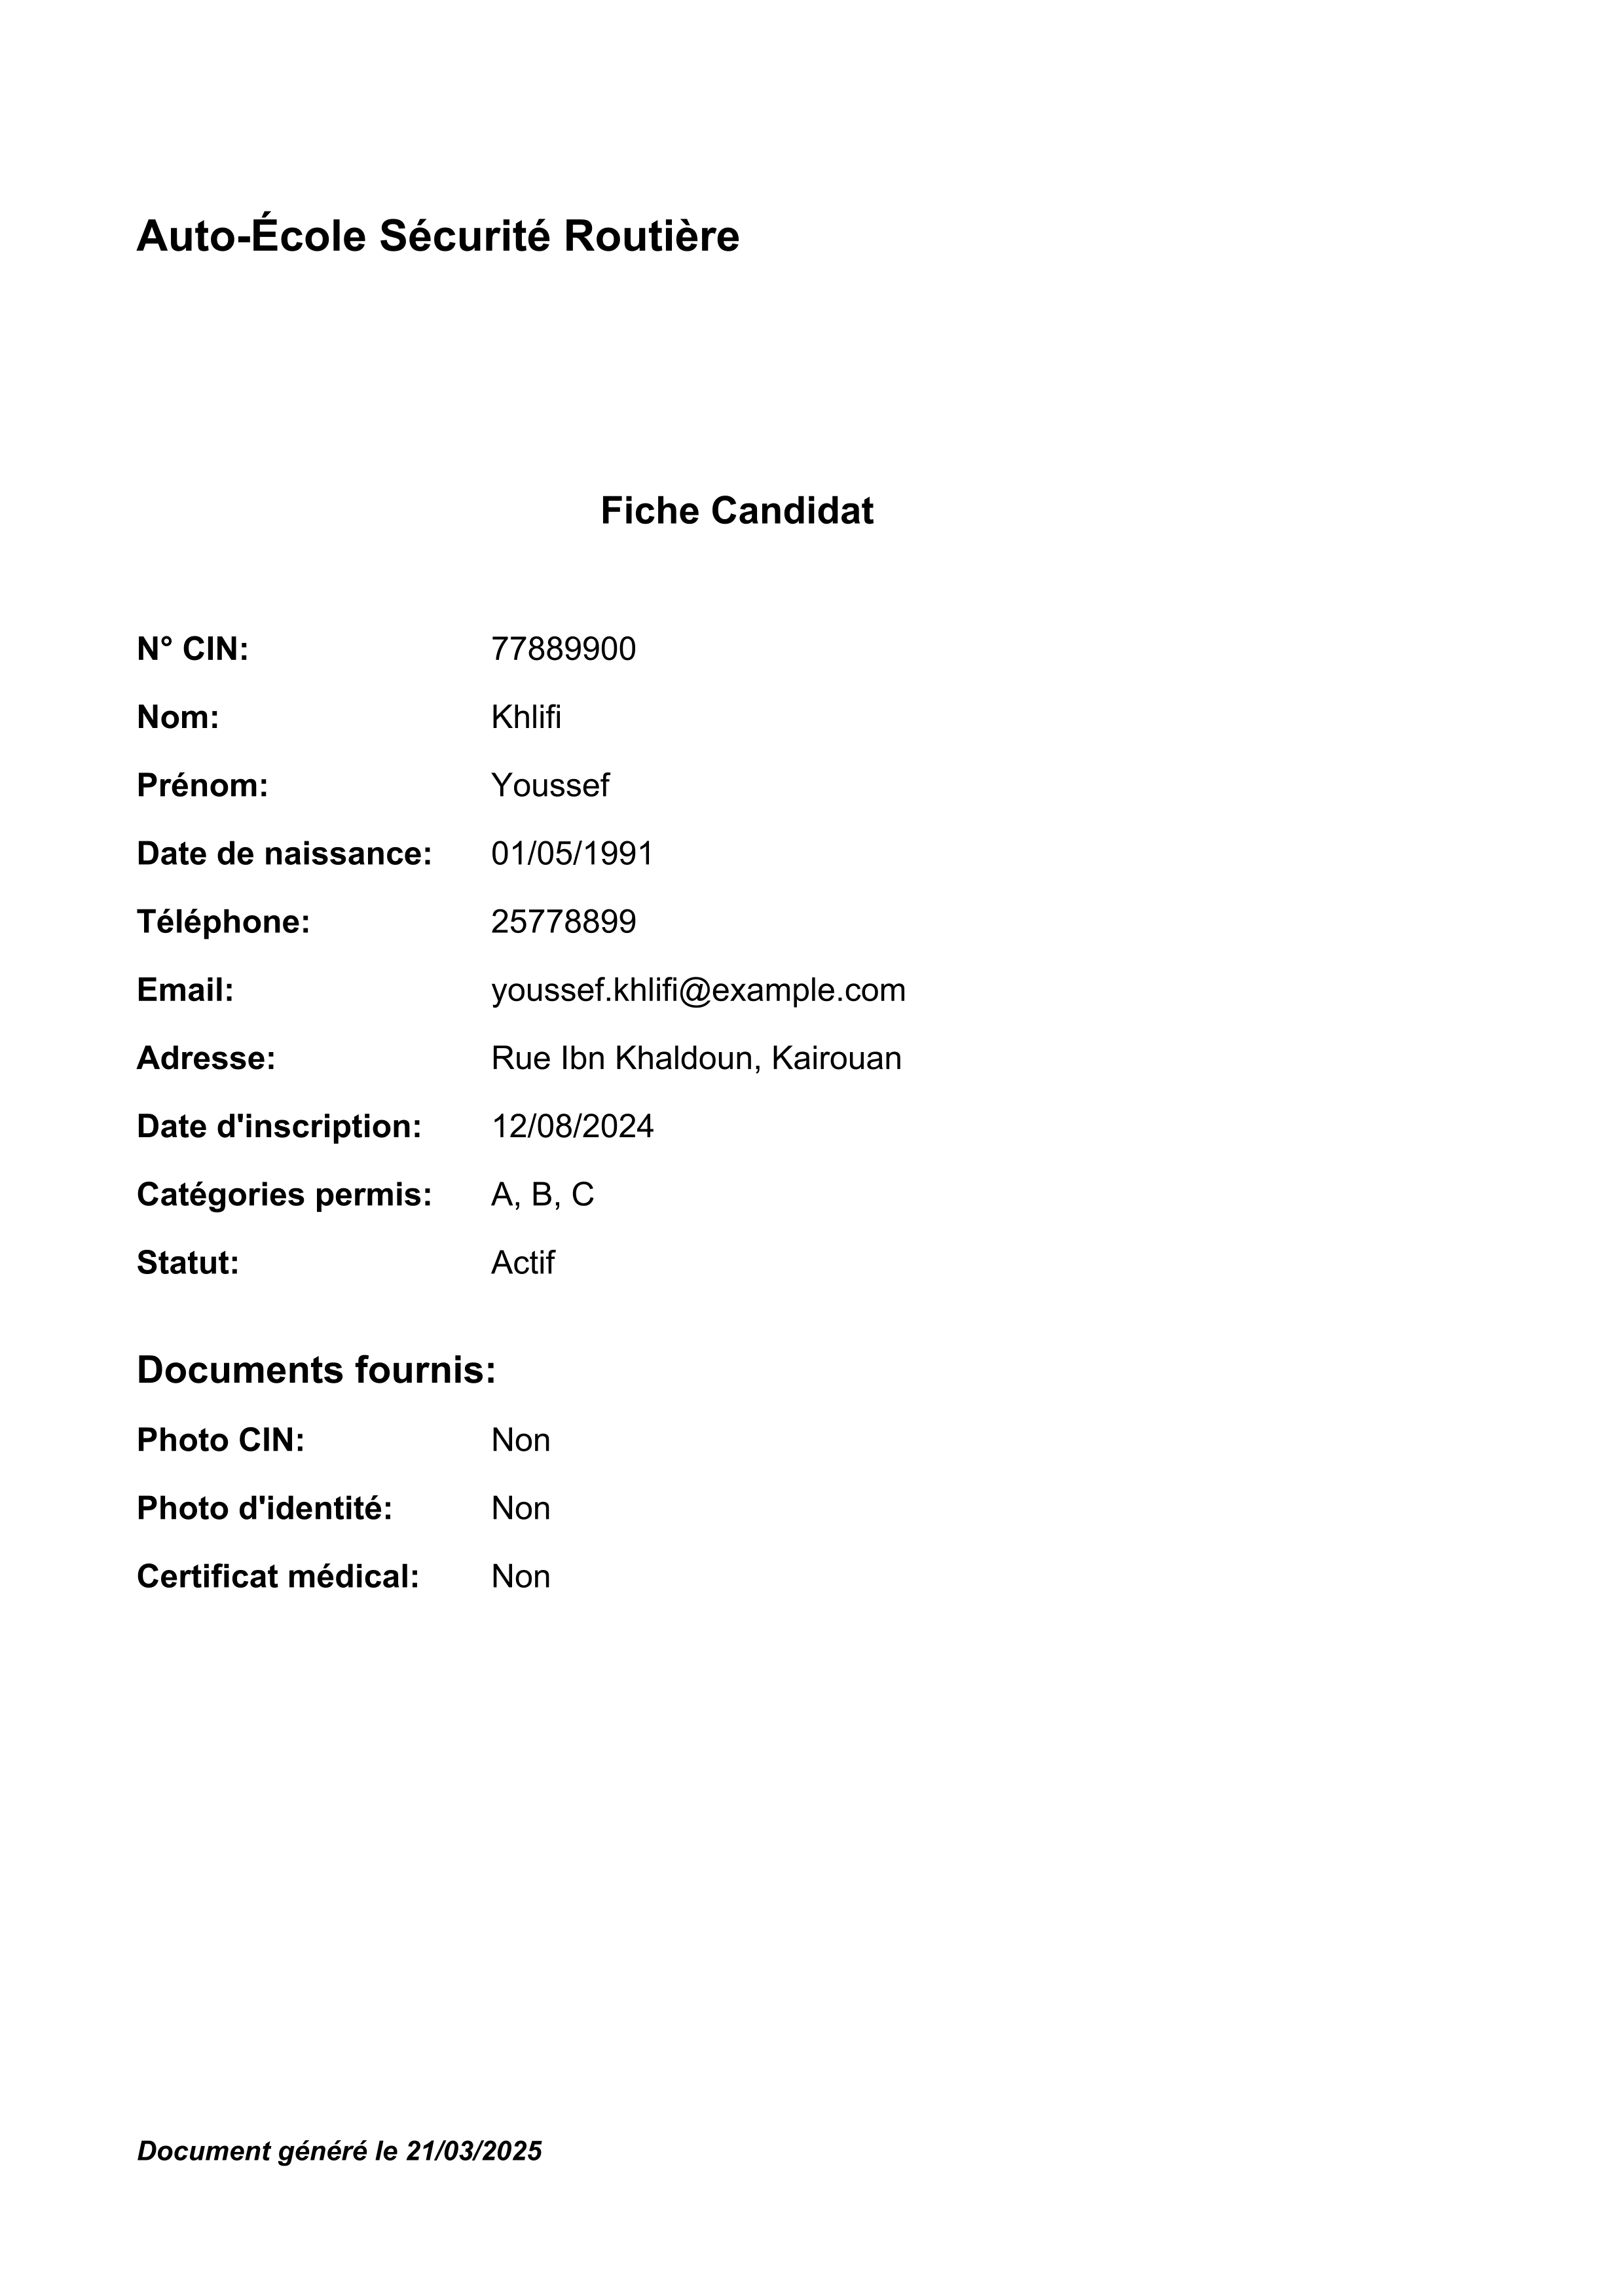 Auto-École Sécurité Routière
Fiche Candidat
N° CIN: 77889900
Nom: Khlifi
Prénom: Youssef
Date de naissance: 01/05/1991
Téléphone: 25778899
Email: youssef.khlifi@example.com
Adresse: Rue Ibn Khaldoun, Kairouan
Date d'inscription: 12/08/2024
Catégories permis: A, B, C
Statut: Actif
Documents fournis:
Photo CIN: Non
Photo d'identité: Non
Certificat médical: Non
Document généré le 21/03/2025